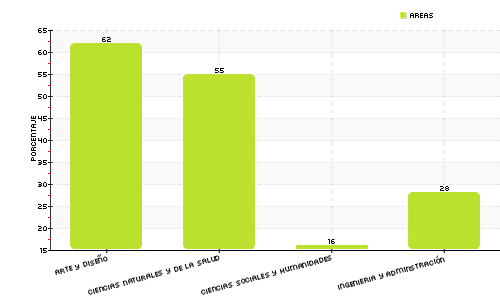 AREAS
PORCENTAJE
65
60
55
50
45
40
35
30
25
20
15
62
55
16
28
ARTE Y DISEÑO
CIENCIAS NATURALES Y DE LA SALUD
CIENCIAS SOCIALES Y HUMANIDADES
INGENIERIA Y ADMINSTRACIÓN